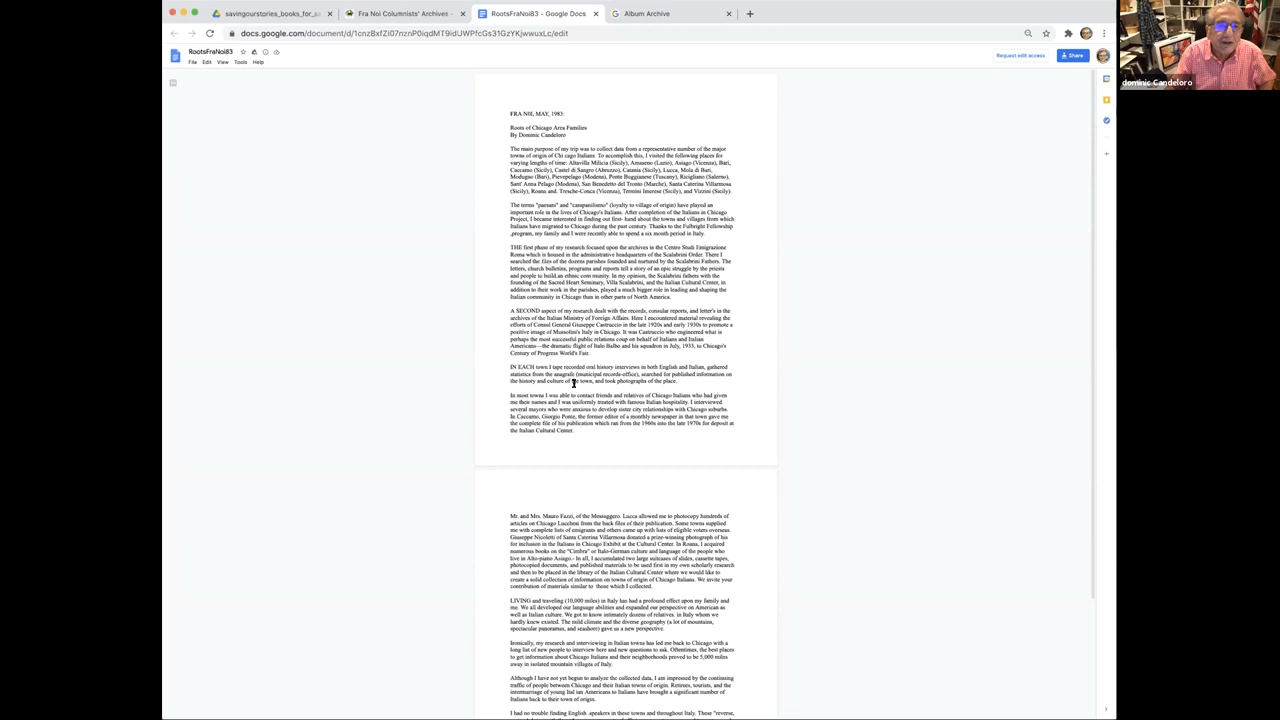 savingourstories_books_for_sa
Fra Noi Columnists' Archives -
RootsFraNoi83 - Google Docs
Album Archive
docs.google.com/document/d/1cnzBxfZi07nznP0iqdMT9idUWPfcGs31GzYKjwwuxLc/edit
RootsFraNoi83
File Edit View Tools Help
Request edit access
Share
dominic Candeloro
FRA NIII, MAY, 1983:
Roots of Chicago Area Families
By Dominic Candeloro
The main purpose of my trip was to collect data from a representative number of the major
towns of origin of Chi cago Italians. To accomplish this, I visited the following places for
varying lengths of time: Altavilla Milicia (Sicily), Amaseno (Lazio), Asiago (Vicenza), Bari,
Caccamo (Sicily), Castel di Sangro (Abruzzo), Catania (Sicily), Lucca, Mola di Bari,
Modugno (Bari), Pievepelago (Modena), Ponte Buggianese (Tuscany), Ricigliano (Salerno),
Sant' Anna Pelago (Modena), San Benedetto del Tronto (Marche), Santa Caterina Villarmosa
(Sicily), Roana and. Tresche-Conca (Vicenza), Termini Imerese (Sicily), and Vizzini (Sicily).
The terms "paesani" and "campanilismo" (loyalty to village of origin) have played an
important role in the lives of Chicago's Italians. After completion of the Italians in Chicago
Project, I became interested in finding out first- hand about the towns and villages from which
Italians have migrated to Chicago during the past century. Thanks to the Fulbright Fellowship
,program, my family and I were recently able to spend a six month period in Italy.
THE first phase of my research focused upon the archives in the Centro Studi Emigrazione
Roma which is housed in the administrative headquarters of the Scalabrini Order. There I
searched the files of the dozens parishes founded and nurtured by the Scalabrini Fathers. The
letters, church bulletins, programs and reports tell a story of an epic struggle by the priests
and people to build.an ethnic com munity. In my opinion, the Scalabrini fathers with the
founding of the Sacred Heart Seminary, Villa Scalabrini, and the Italian Cultural Center, in
addition to their work in the parishes, played a much bigger role in leading and shaping the
Italian community in Chicago than in other parts of North America.
A SECOND aspect of my research dealt with the records, consular reports, and letter's in the
archives of the Italian Ministry of Foreign Affairs. Here I encountered material revealing the
efforts of Consul General Giuseppe Castruccio in the late 1920s and early 1930s to promote a
positive image of Mussolini's Italy in Chicago. It was Castruccio who engineered what is
perhaps the most successful public relations coup on behalf of Italians and Italian
Americans—the dramatic flight of Italo Balbo and his squadron in July, 1933, to Chicago's
Century of Progress World's Fair.
IN EACH town I tape recorded oral history interviews in both English and Italian, gathered
statistics from the anagrafe (municipal records-office), searched for published information on
the history and culture of the town, and took photographs of the place.
In most towns I was able to contact friends and relatives of Chicago Italians who had given
me their names and I was uniformly treated with famous Italian hospitality. I interviewed
several mayors who were anxious to develop sister city relationships with Chicago suburbs.
In Caccamo, Giorgio Ponte, the former editor of a monthly newspaper in that town gave me
the complete file of his publication which ran from the 1960s into the late 1970s for deposit at
the Italian Cultural Center.
Mr. and Mrs. Mauro Fazzi, of the Messaggero. Lucca allowed me to photocopy hundreds of
articles on Chicago Lucchesi from the back files of their publication. Some towns supplied
me with complete lists of emigrants and others came up with lists of eligible voters overseas.
Giuseppe Nicoletti of Santa Caterina Villarmosa donated a prize-winning photograph of his
for inclusion in the Italians in Chicago Exhibit at the Cultural Center. In Roana, I acquired
numerous books on the "Cimbra" or Italo-German culture and language of the people who
live in Alto-piano Asiago.- In all, I accumulated two large suitcases of slides, cassette tapes,
photocopied documents, and published materials to be used first in my own scholarly research
and then to be placed in the library of the Italian Cultural Center where we would like to
create a solid collection of information on towns of origin of Chicago Italians. We invite your
contribution of materials similar to those which I collected.
LIVING and traveling (10,000 miles) in Italy has had a profound effect upon my family and
me. We all developed our language abilities and expanded our perspective on American as
well as Italian culture. We got to know intimately dozens of relatives. in Italy whom we
hardly knew existed. The mild climate and the diverse geography (a lot of mountains,
spectacular panoramas, and seashore) gave us a new perspective.
Ironically, my research and interviewing in Italian towns has led me back to Chicago with a
long list of new people to interview here and new questions to ask. Oftentimes, the best places
to get information about Chicago Italians and their neighborhoods proved to be 5,000 miles
away in isolated mountain villages of Italy.
Although I have not yet begun to analyze the collected data, I am impressed by the continuing
traffic of people between Chicago and their Italian towns of origin. Retirees, tourists, and the
intermarriage of young Ital ian Americans to Italians have brought a significant number of
Italians back to their town of origin.
I had no trouble finding English .speakers in these towns and throughout Italy. These "reverse,